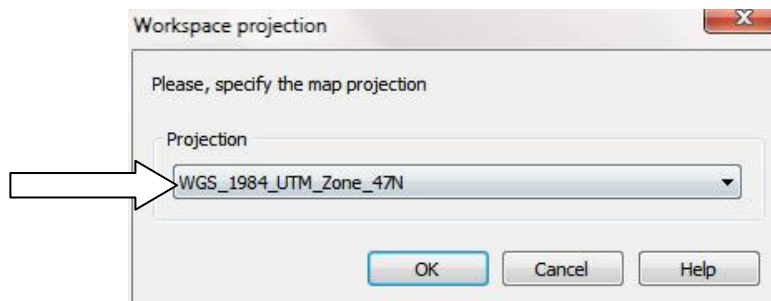 Workspace projection
Please, specify the map projection
Projection
WGS_1984_UTM_Zone_47N
OK Cancel Help